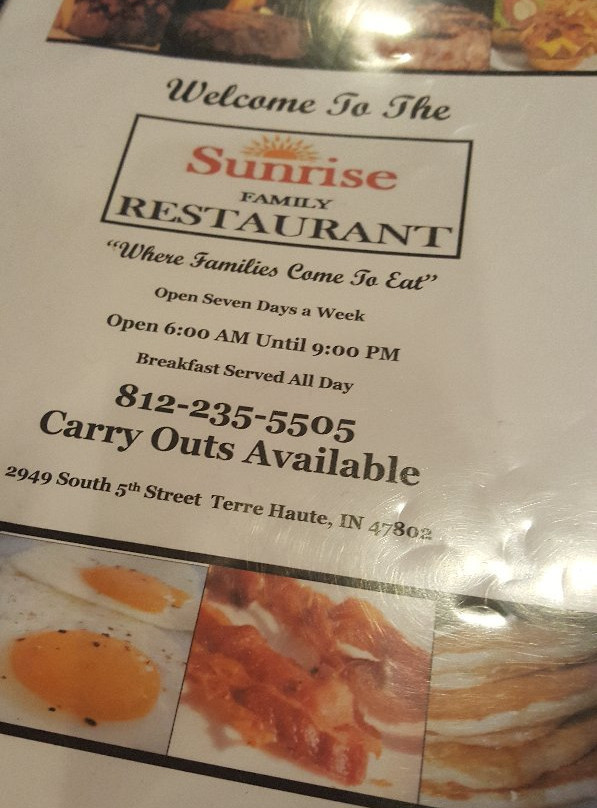 Welcome To The
Sunrise
FAMILY
RESTAURANT
“Where Families Come To Eat”
Open Seven Days a Week
Open 6:00 AM Until 9:00 PM
Breakfast Served All Day
812-235-5505
Carry Outs Available
2949 South 5th Street Terre Haute, IN 47802